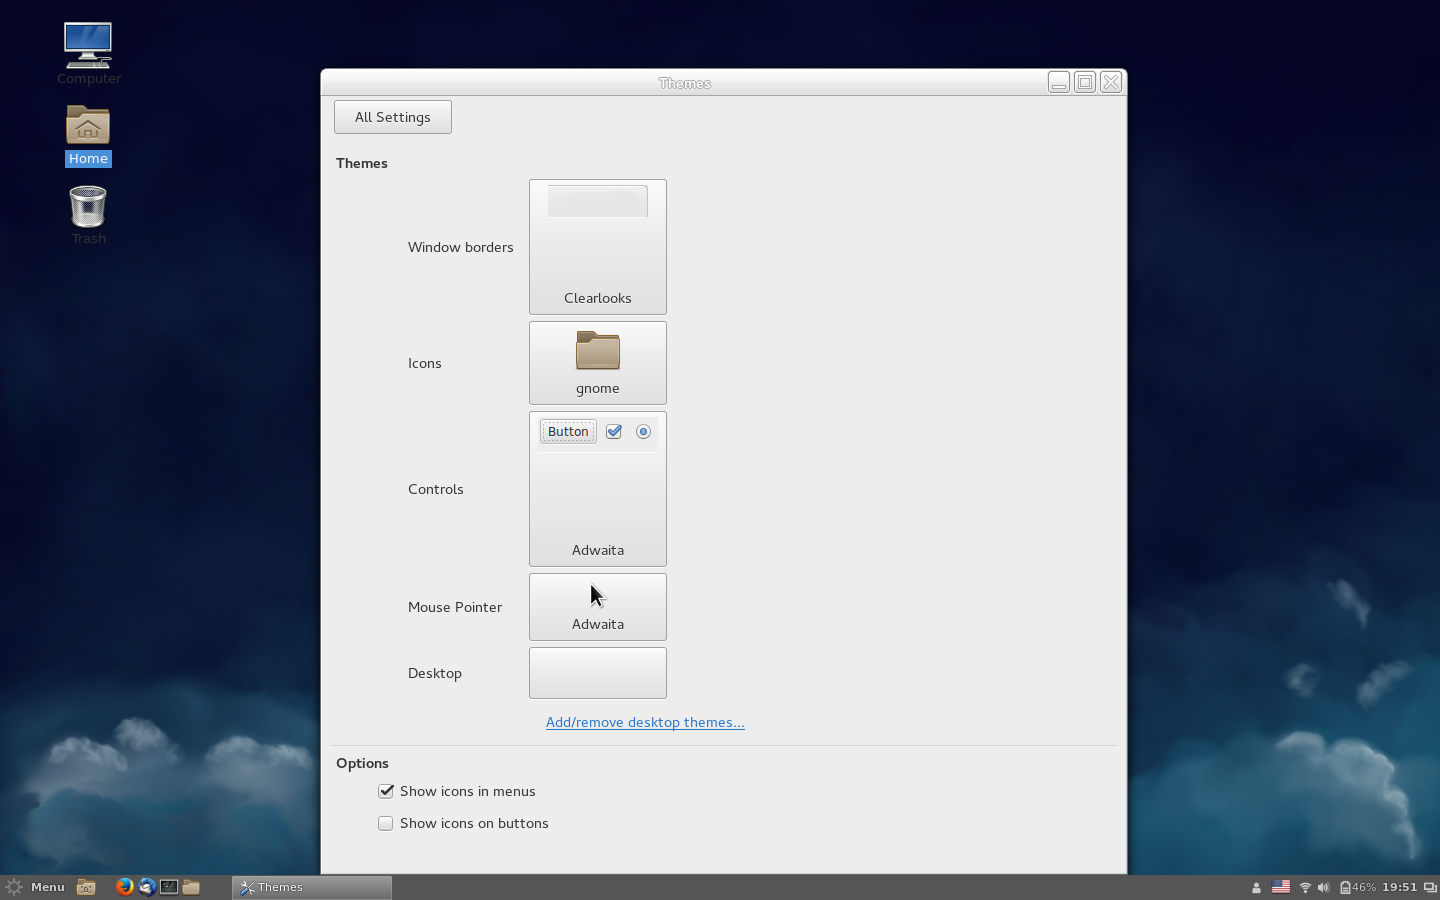 Computer
Home
Trash
Themes
All Settings
Themes
Window borders
Clearlooks
Icons
gnome
Button
Controls
Adwaita
Mouse Pointer
Adwaita
Desktop
Add/remove desktop themes...
Options
Show icons in menus
Show icons on buttons
Menu
Themes
46%
19:51